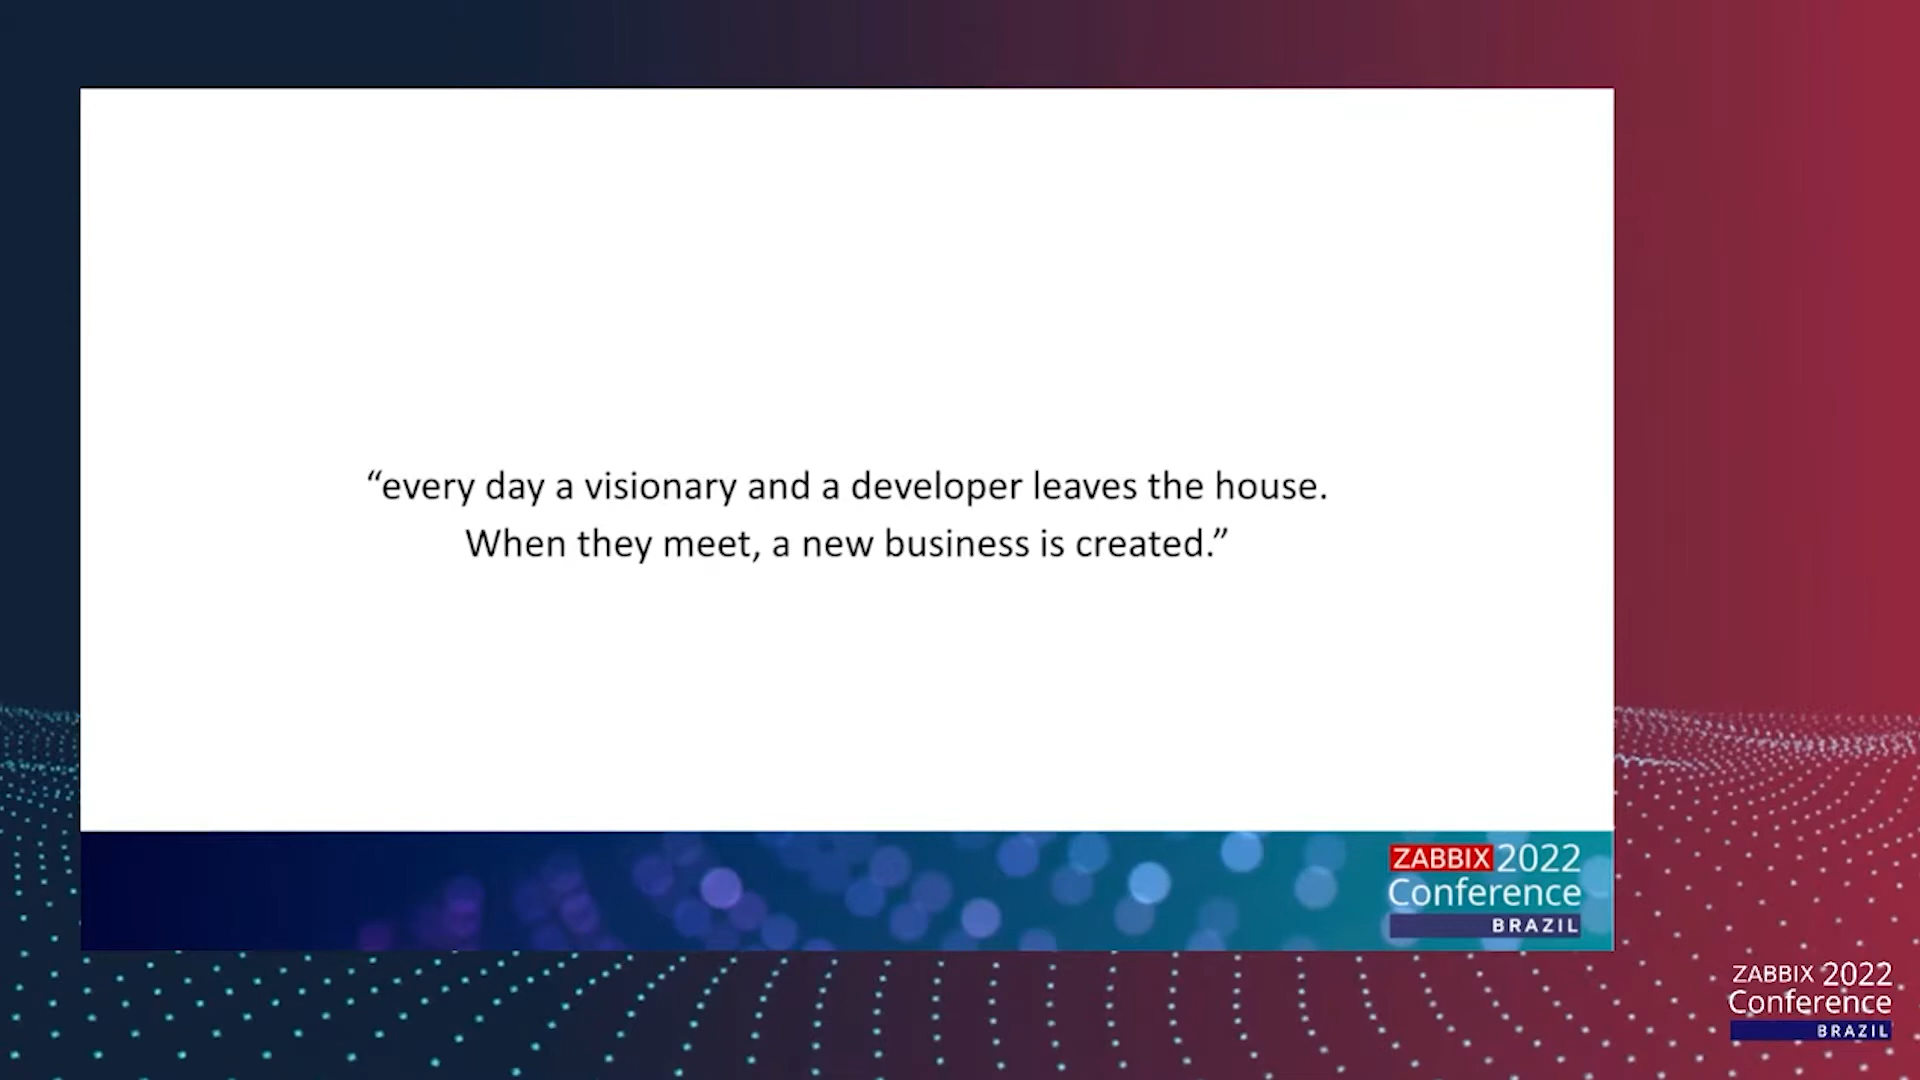 “every day a visionary and a developer leaves the house.
When they meet, a new business is created.”
ZABBIX 2022
Conference
BRAZIL
ZABBIX 2022
Conference
BRAZIL